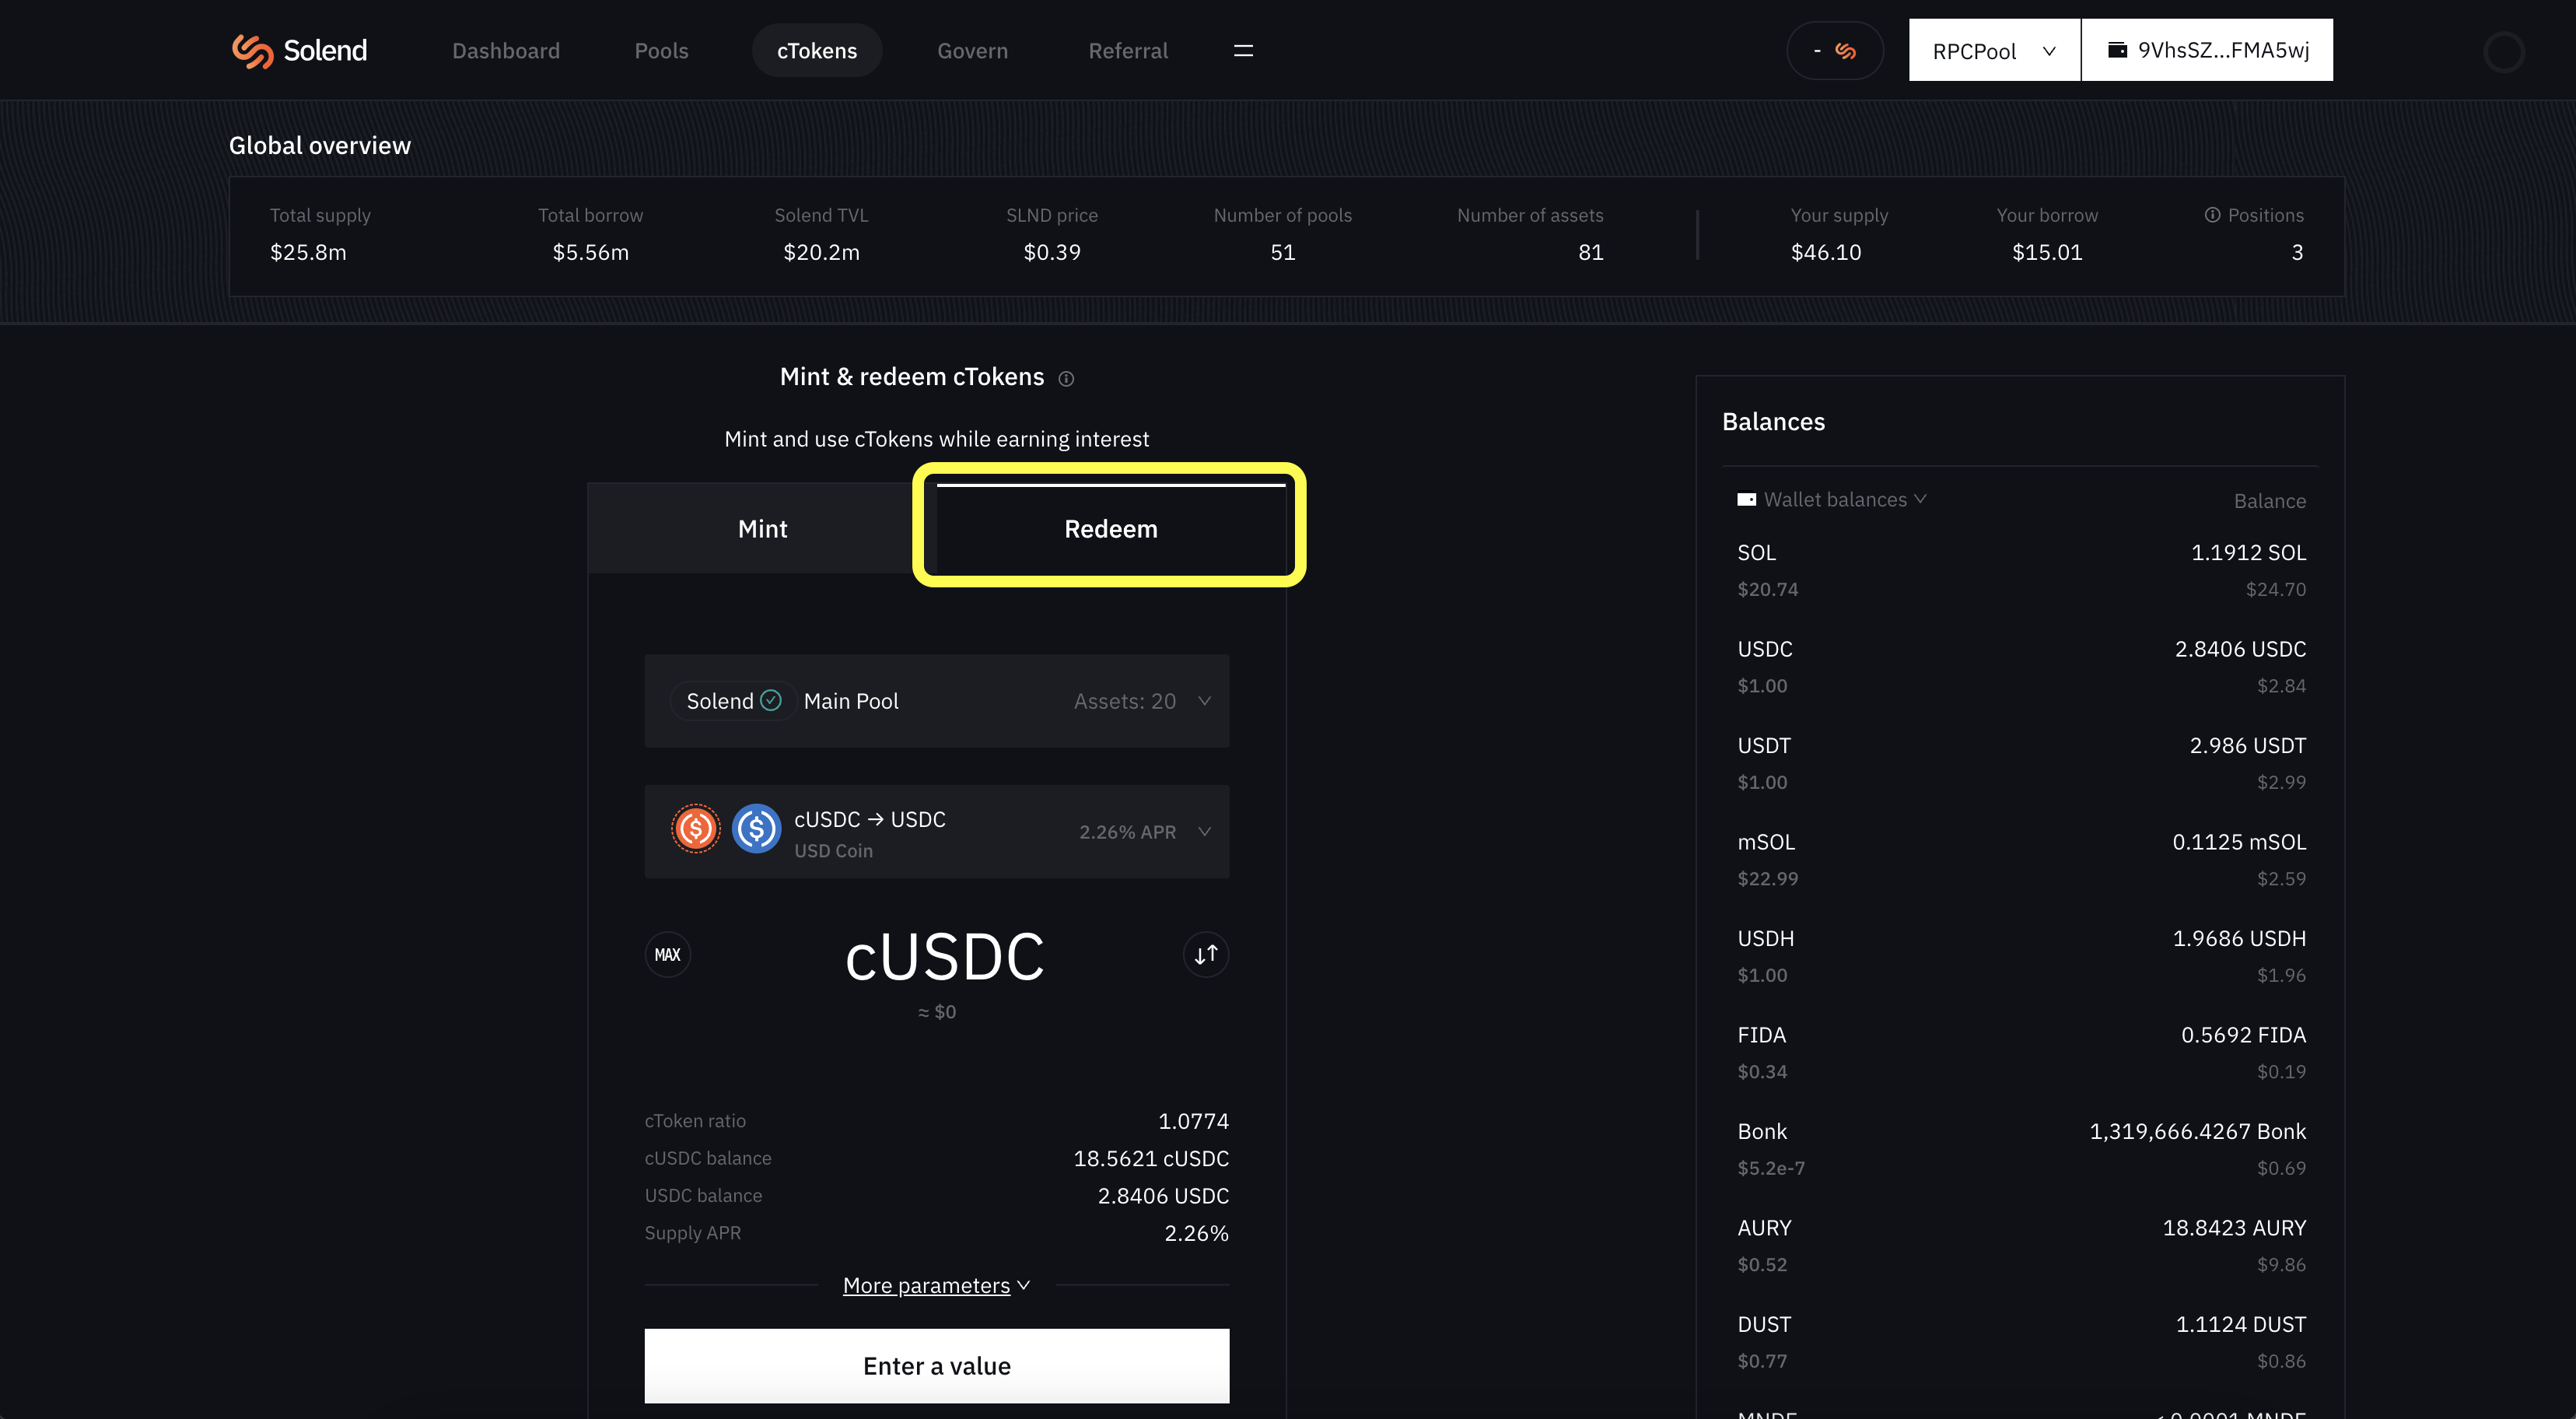 Solend Dashboard Pools cTokens Govern Referral - RPCPool 9VhsSZ...FMA5wj
Global overview
Total supply Total borrow Solend TVL SLND price Number of pools Number of assets Your supply Your borrow Positions
$25.8m $5.56m $20.2m $0.39 51 81 $46.10 $15.01 3
Mint & redeem cTokens
Mint and use cTokens while earning interest
Mint Redeem
Solend Main Pool Assets: 20
cUSDC → USDC
USD Coin
2.26% APR
MAX
cUSDC
≈ $0
cToken ratio 1.0774
cUSDC balance 18.5621 cUSDC
USDC balance 2.8406 USDC
Supply APR 2.26%
More parameters
Enter a value
Balances
Wallet balances Balance
SOL 1.1912 SOL
$20.74 $24.70
USDC 2.8406 USDC
$1.00 $2.84
USDT 2.986 USDT
$1.00 $2.99
mSOL 0.1125 mSOL
$22.99 $2.59
USDH 1.9686 USDH
$1.00 $1.96
FIDA 0.5692 FIDA
$0.34 $0.19
Bonk 1,319,666.4267 Bonk
$5.2e-7 $0.69
AURY 18.8423 AURY
$0.52 $9.86
DUST 1.1124 DUST
$0.77 $0.86
MNDE < 0.0001 MNDE